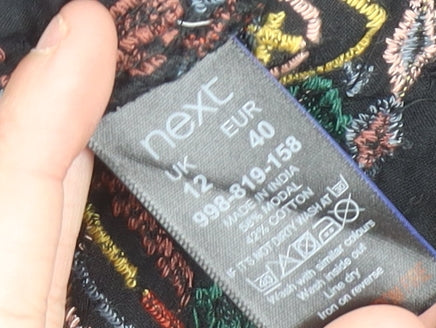 next
UK EUR
12 40
998-819-158
MADE IN INDIA
58% MODAL
42% COTTON
IF IT'S NOT DIRTY WASH AT
Wash with similar colours
Wash inside out
Line dry
Iron on reverse